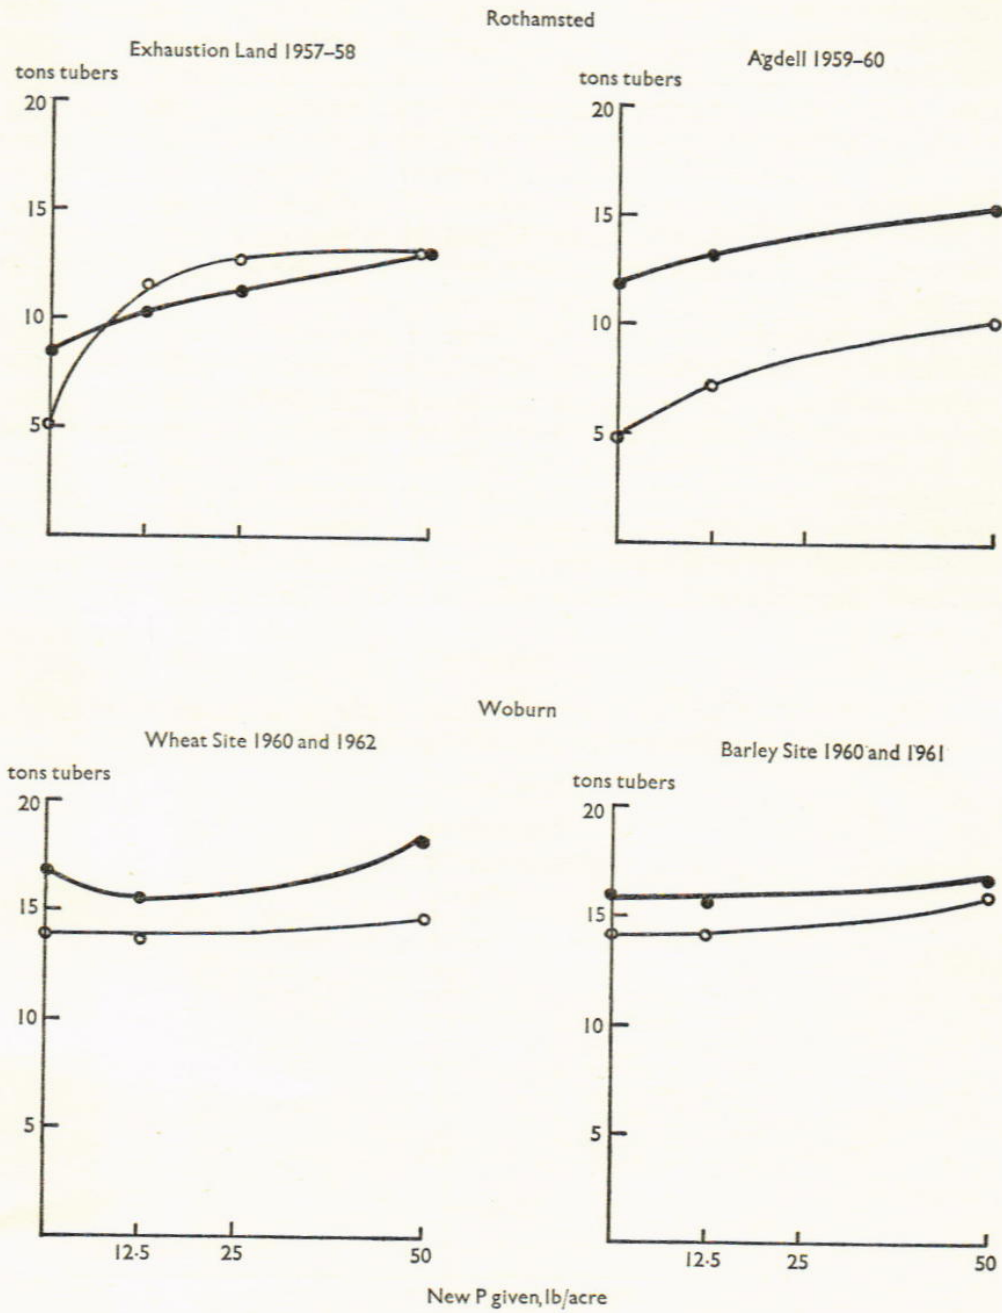 Rothamsted
Exhaustion Land 1957–58
tons tubers
20
15
10
5
Agdell 1959–60
tons tubers
20
15
10
5
Woburn
Wheat Site 1960 and 1962
tons tubers
20
15
10
5
12·5 25 50
Barley Site 1960 and 1961
tons tubers
20
15
10
5
12·5 25 50
New P given, lb/acre